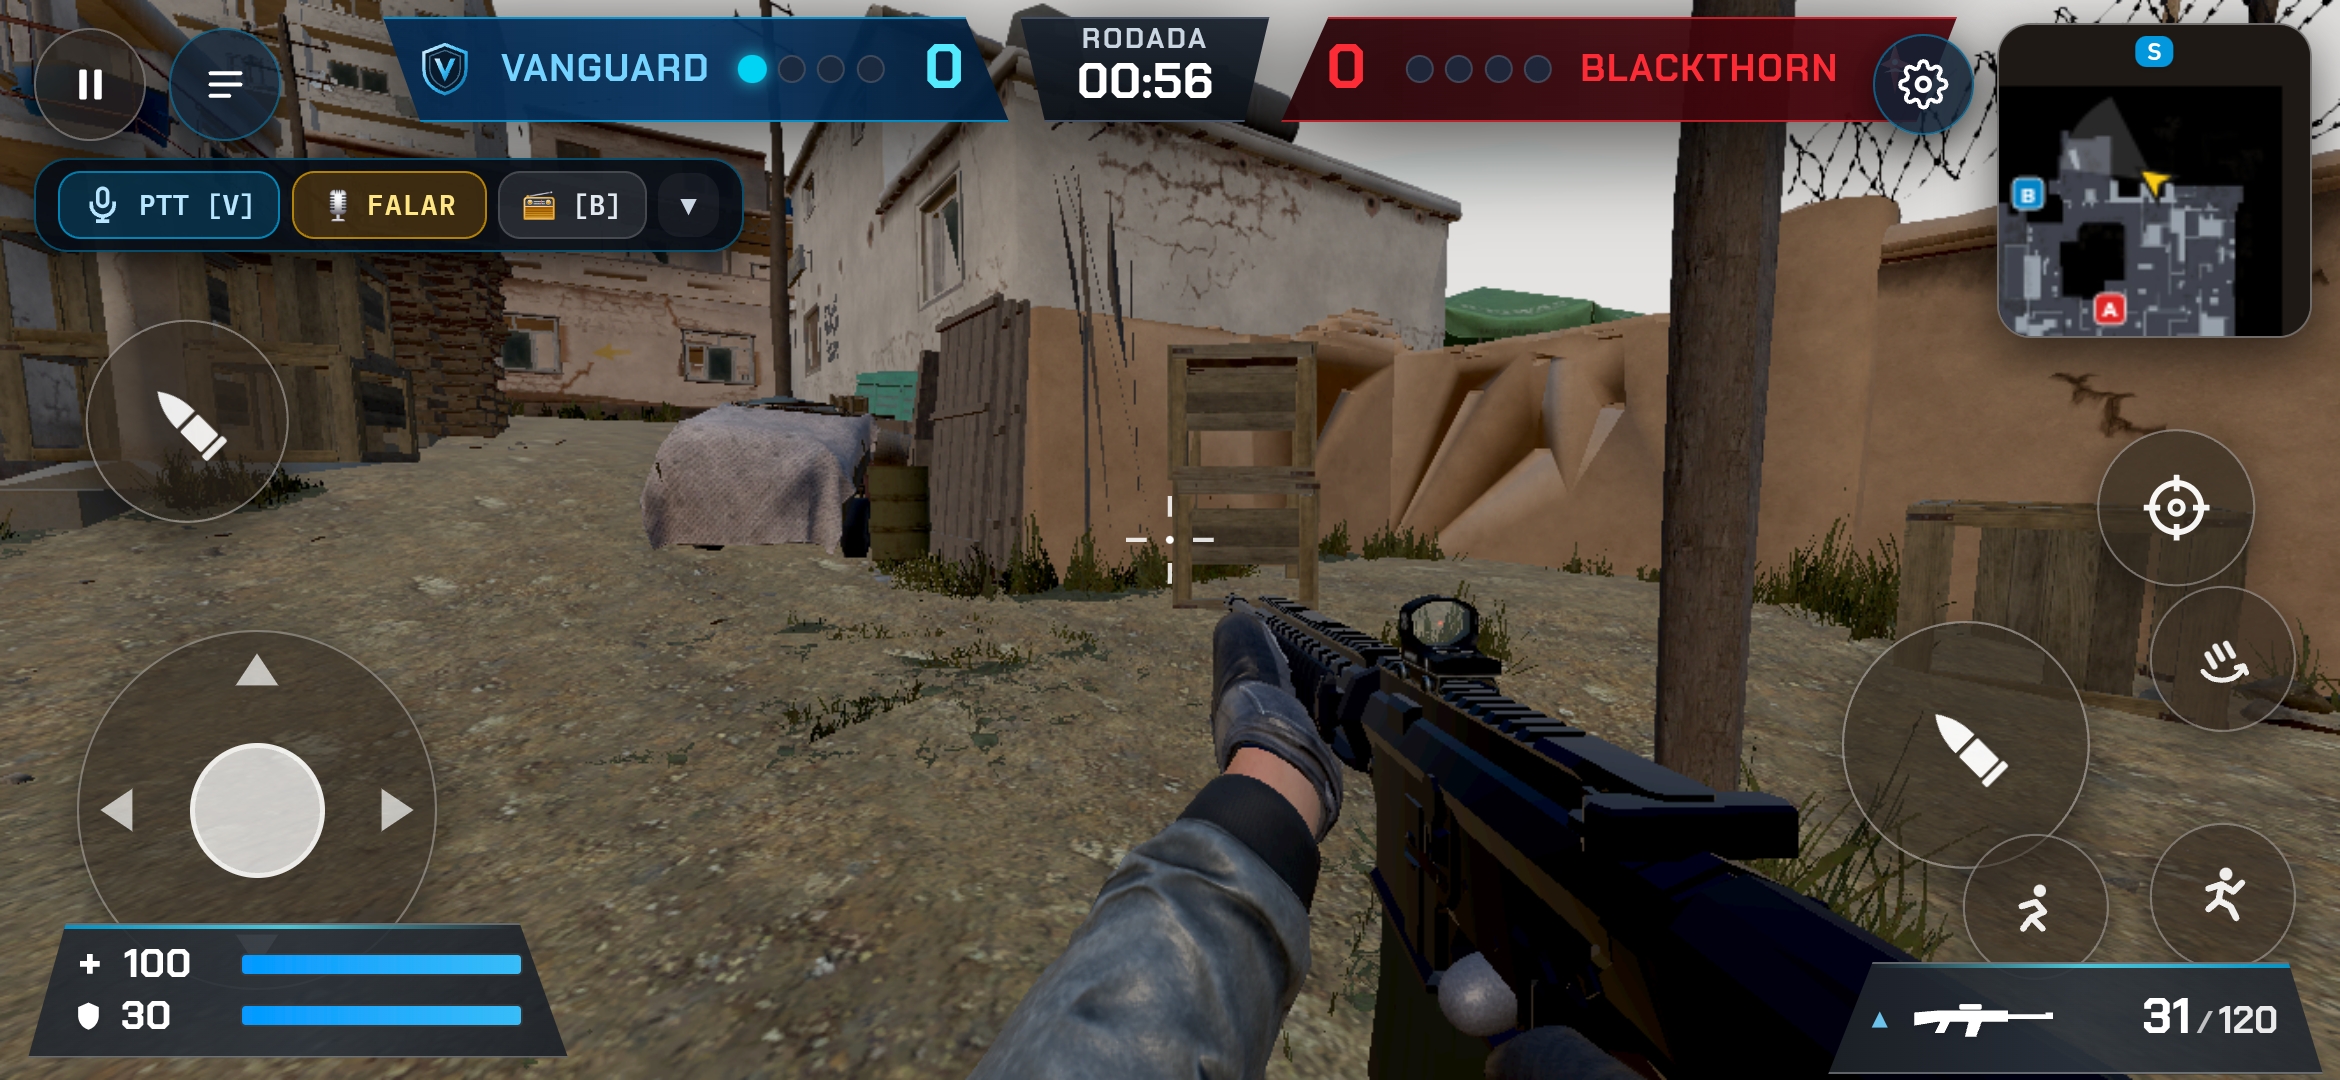 VANGUARD
0
RODADA
00:56
0
BLACKTHORN
S
PTT [V]
FALAR
[B]
B
A
100
30
31/120